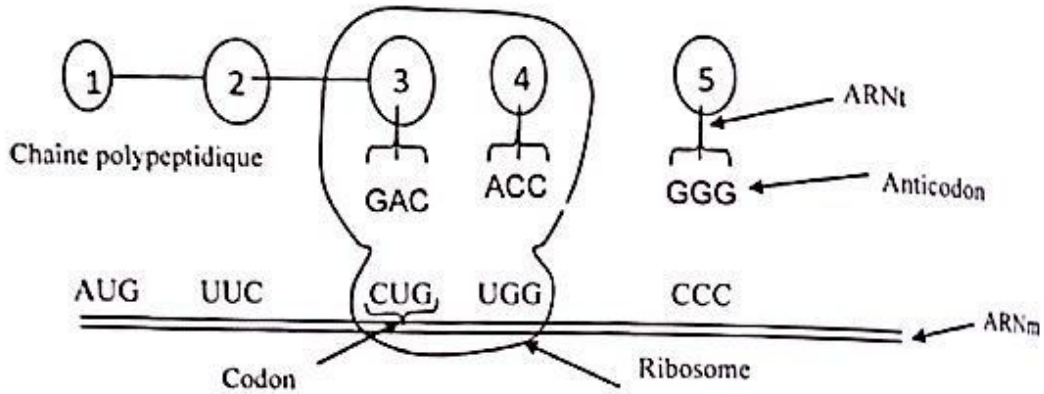 1 2 3 4 5
ARNt
Chaine polypeptidique
GAC ACC GGG
Anticodon
AUG UUC CUG UGG CCC
ARNm
Codon
Ribosome